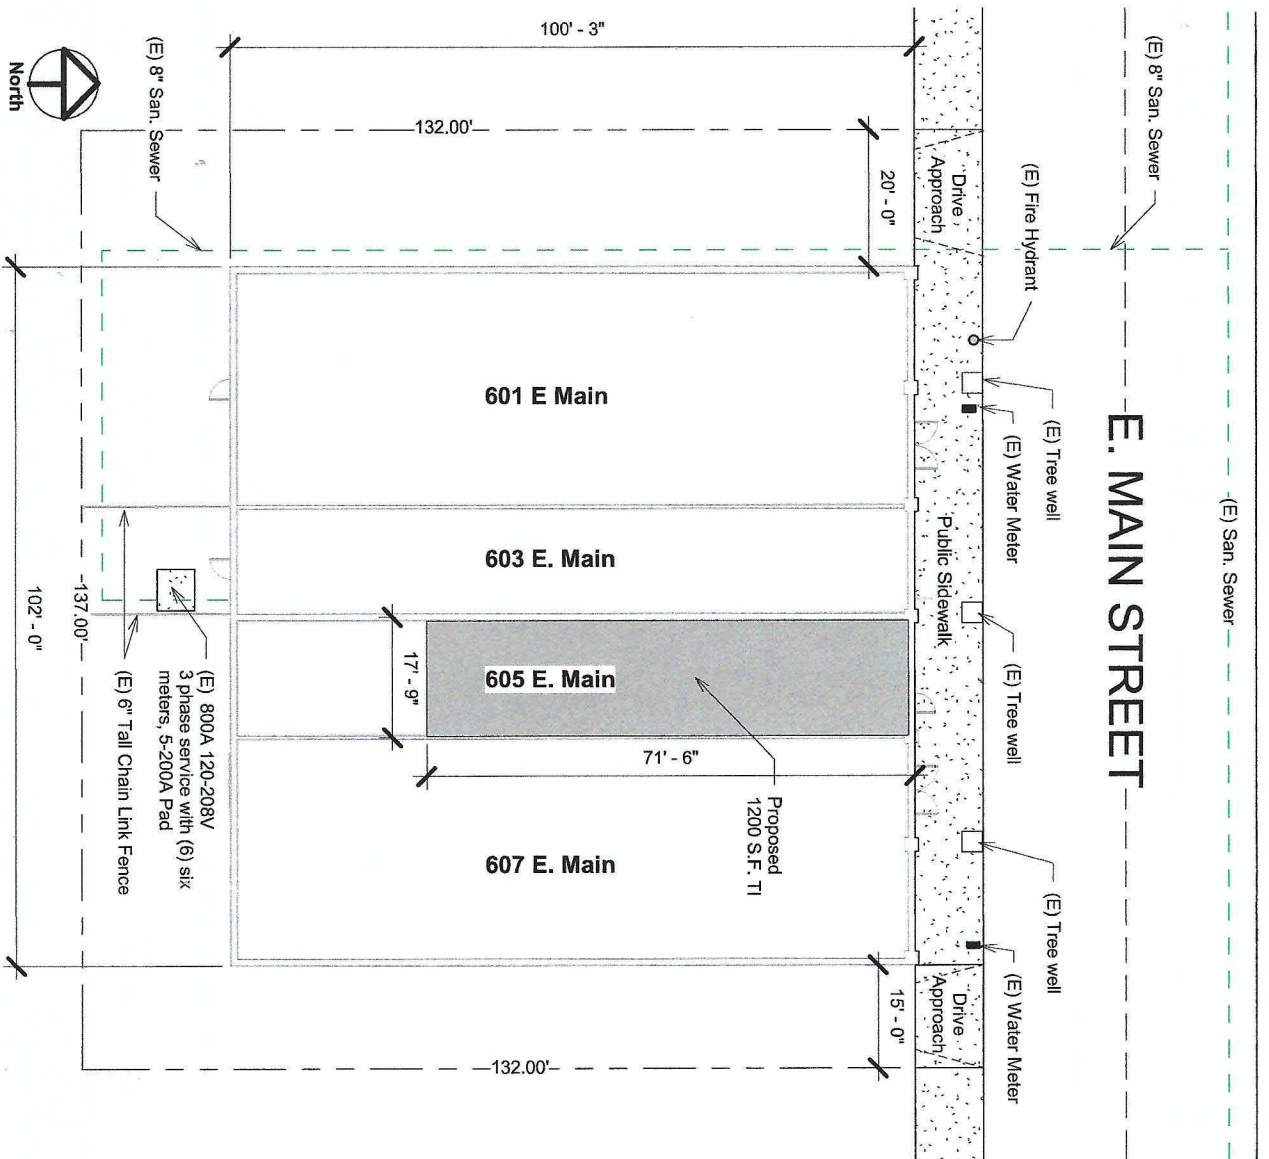 100' - 3"
(E) 8" San. Sewer
North
132.00'
20' - 0"
Drive
Approach
(E) Fire Hydrant
(E) 8" San. Sewer
(E) San. Sewer
E. MAIN STREET
(E) Tree well
(E) Water Meter
Public Sidewalk
601 E Main
603 E. Main
605 E. Main
607 E. Main
17' - 9"
71' - 6"
Proposed
1200 S.F. TI
(E) Tree well
(E) Tree well
(E) Water Meter
137.00'
102' - 0"
(E) 800A 120-208V
3 phase service with (6) six
meters, 5-200A Pad
(E) 6" Tall Chain Link Fence
15' - 0"
Drive
Approach
132.00'